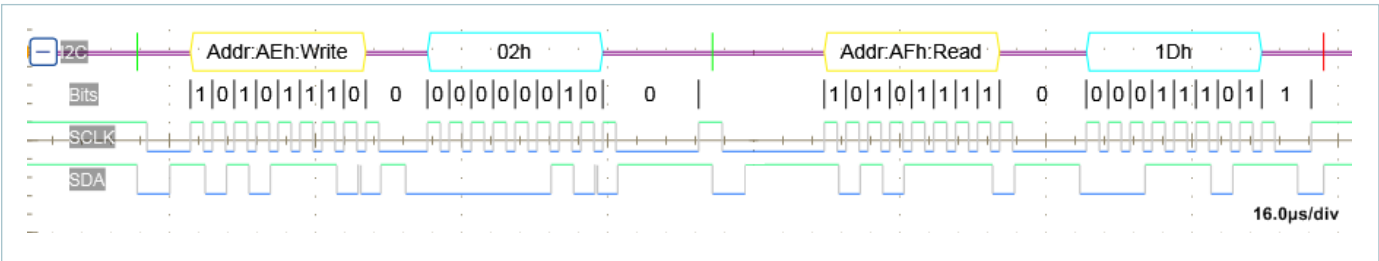 I2C Addr:AEh:Write 02h Addr:AFh:Read 1Dh
Bits |1|0|1|0|1|1|1|0| 0 |0|0|0|0|0|0|1|0| 0 | |1|0|1|0|1|1|1|1| 0 |0|0|0|1|1|1|0|1| 1 |
SCLK
SDA
16.0µs/div